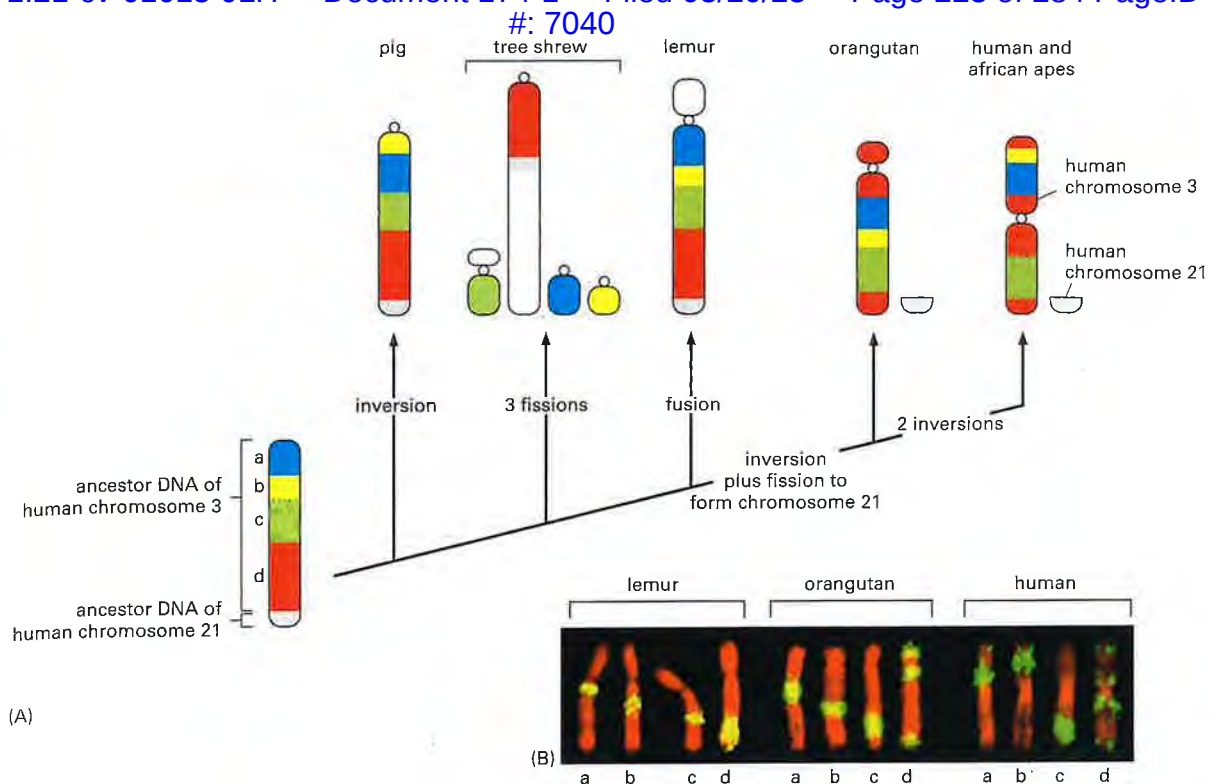 #: 7040
pig
tree shrew
lemur
orangutan
human and
african apes
human
chromosome 3
human
chromosome 21
inversion
3 fissions
fusion
2 inversions
inversion
plus fission to
form chromosome 21
a
b
c
d
ancestor DNA of
human chromosome 3
ancestor DNA of
human chromosome 21
(A)
lemur
orangutan
human
(B)
a b c d a b c d a b c d